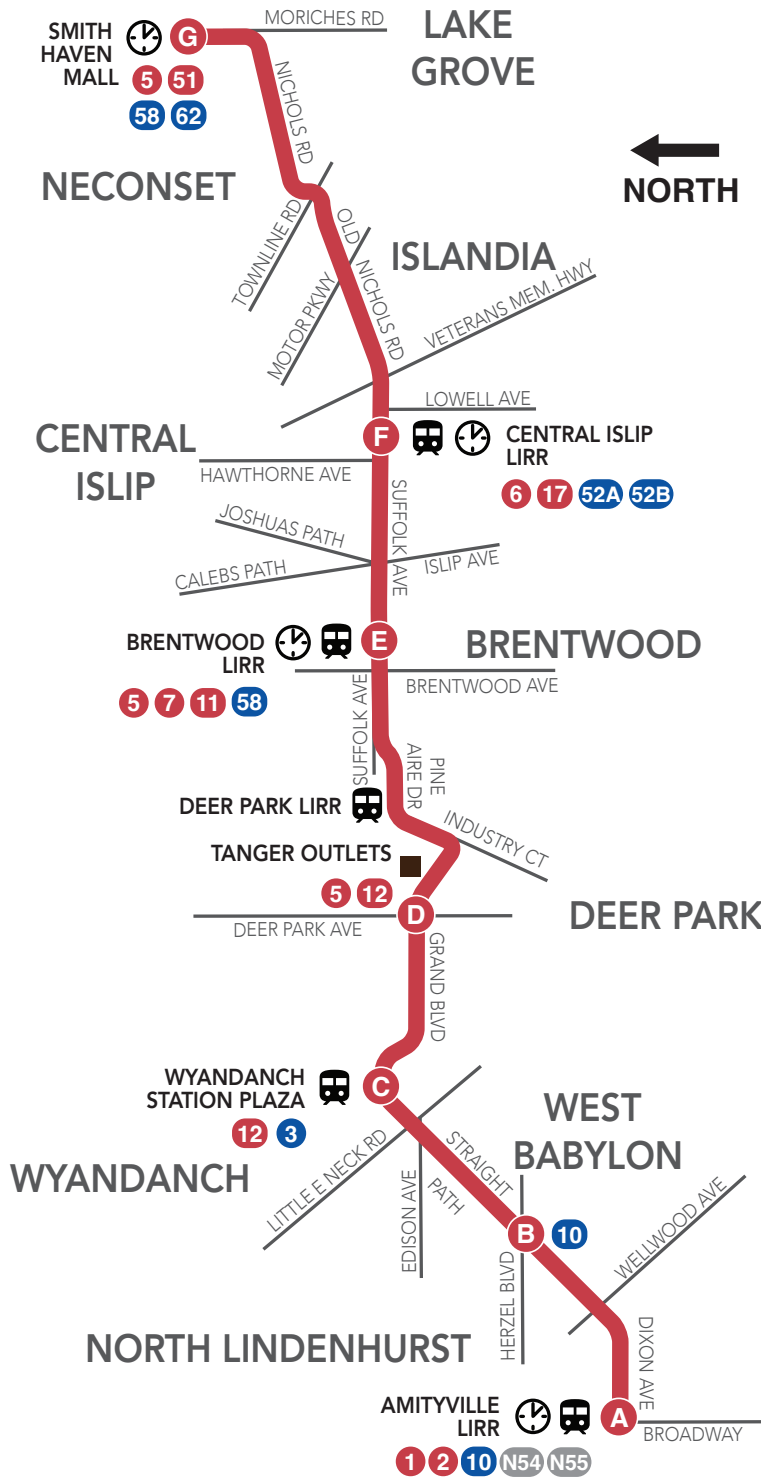 MORICHES RD
LAKE
GROVE
SMITH
HAVEN
MALL
G
5 51
58 62
NICHOLS RD
NORTH
NECONSET
TOWNLINE RD
OLD NICHOLS RD
ISLANDIA
MOTOR PKWY
VETERANS MEM. HWY
LOWELL AVE
CENTRAL
ISLIP
F
CENTRAL ISLIP
LIRR
6 17 52A 52B
HAWTHORNE AVE
SUFFOLK AVE
JOSHUAS PATH
CALEBS PATH
ISLIP AVE
BRENTWOOD
LIRR
E
BRENTWOOD
5 7 11 58
BRENTWOOD AVE
SUFFOLK AVE
PINE
AIRE DR
DEER PARK LIRR
INDUSTRY CT
TANGER OUTLETS
5 12
D
DEER PARK
DEER PARK AVE
GRAND BLVD
WYANDANCH
STATION PLAZA
C
12 3
WEST
BABYLON
WYANDANCH
LITTLE E NECK RD
STRAIGHT
PATH
EDISON AVE
B
10
WELLWOOD AVE
HERZEL BLVD
NORTH LINDENHURST
DIXON AVE
AMITYVILLE
LIRR
A
BROADWAY
1 2 10 N54 N55